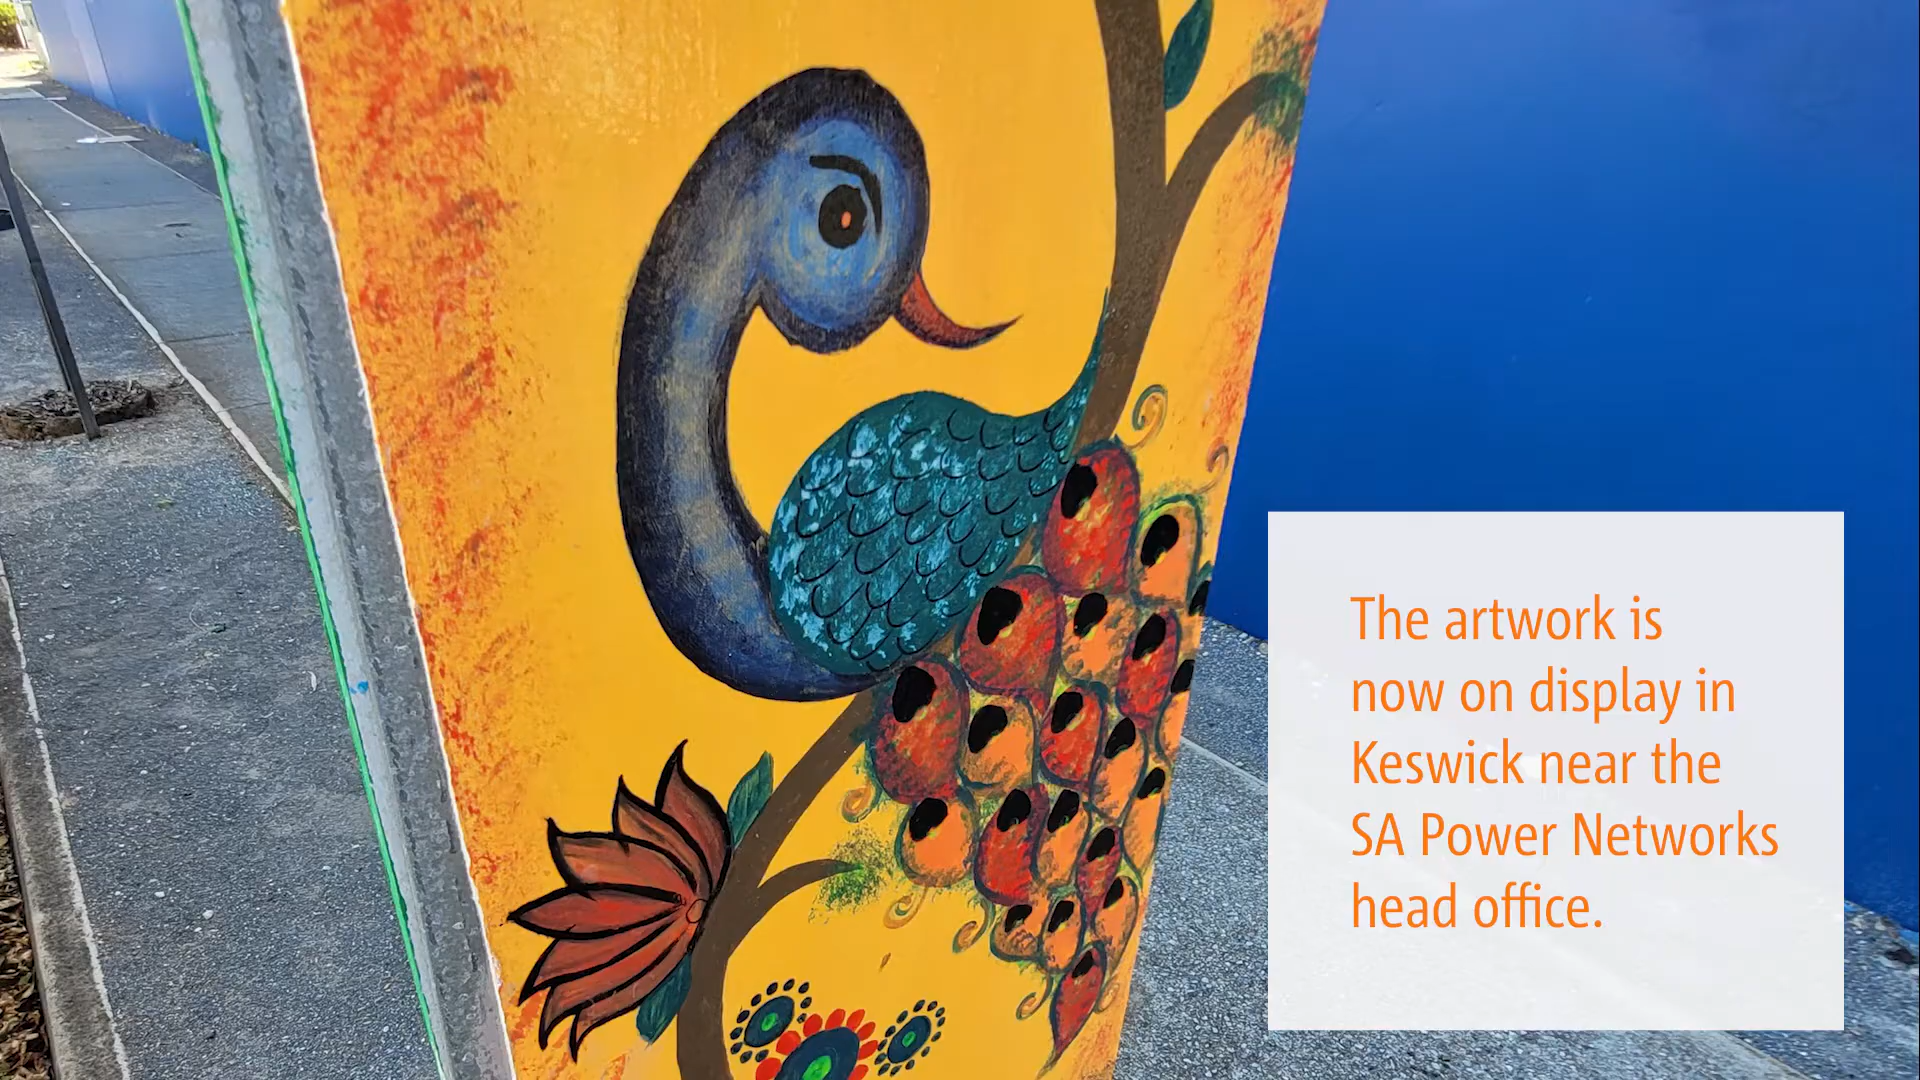 The artwork is
now on display in
Keswick near the
SA Power Networks
head office.